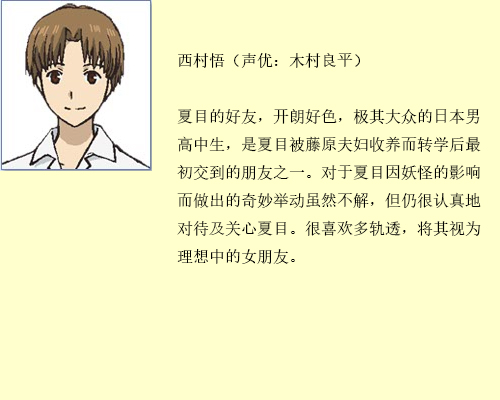 西村悟（声优：木村良平）
夏目的好友，开朗好色，极其大众的日本男
高中生，是夏目被藤原夫妇收养而转学后最
初交到的朋友之一。对于夏目因妖怪的影响
而做出的奇妙举动虽然不解，但仍很认真地
对待及关心夏目。很喜欢多轨透，将其视为
理想中的女朋友。